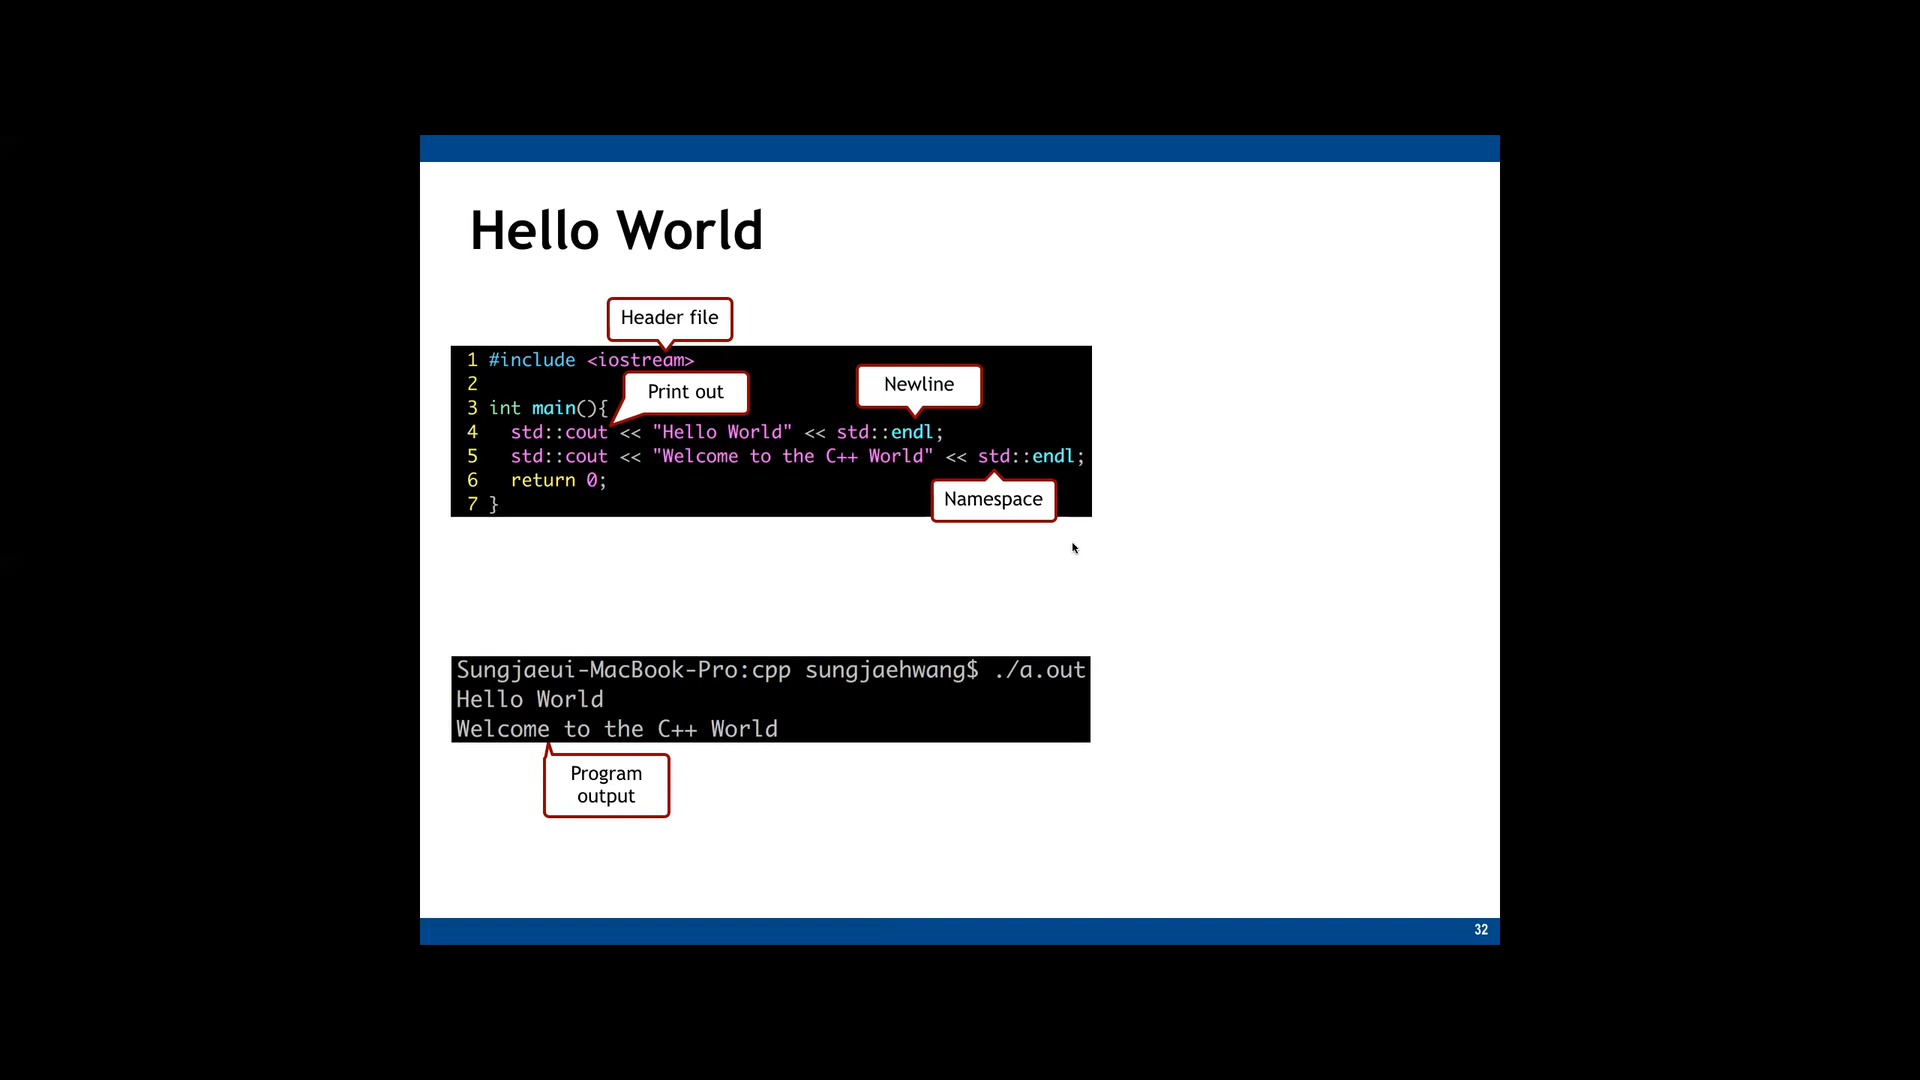 Hello World
Header file
1 #include <iostream>
2
Print out
Newline
3 int main(){
4   std::cout << "Hello World" << std::endl;
5   std::cout << "Welcome to the C++ World" << std::endl;
6   return 0;
Namespace
7 }
Sungjaeui-MacBook-Pro:cpp sungjaehwang$ ./a.out
Hello World
Welcome to the C++ World
Program
output
32